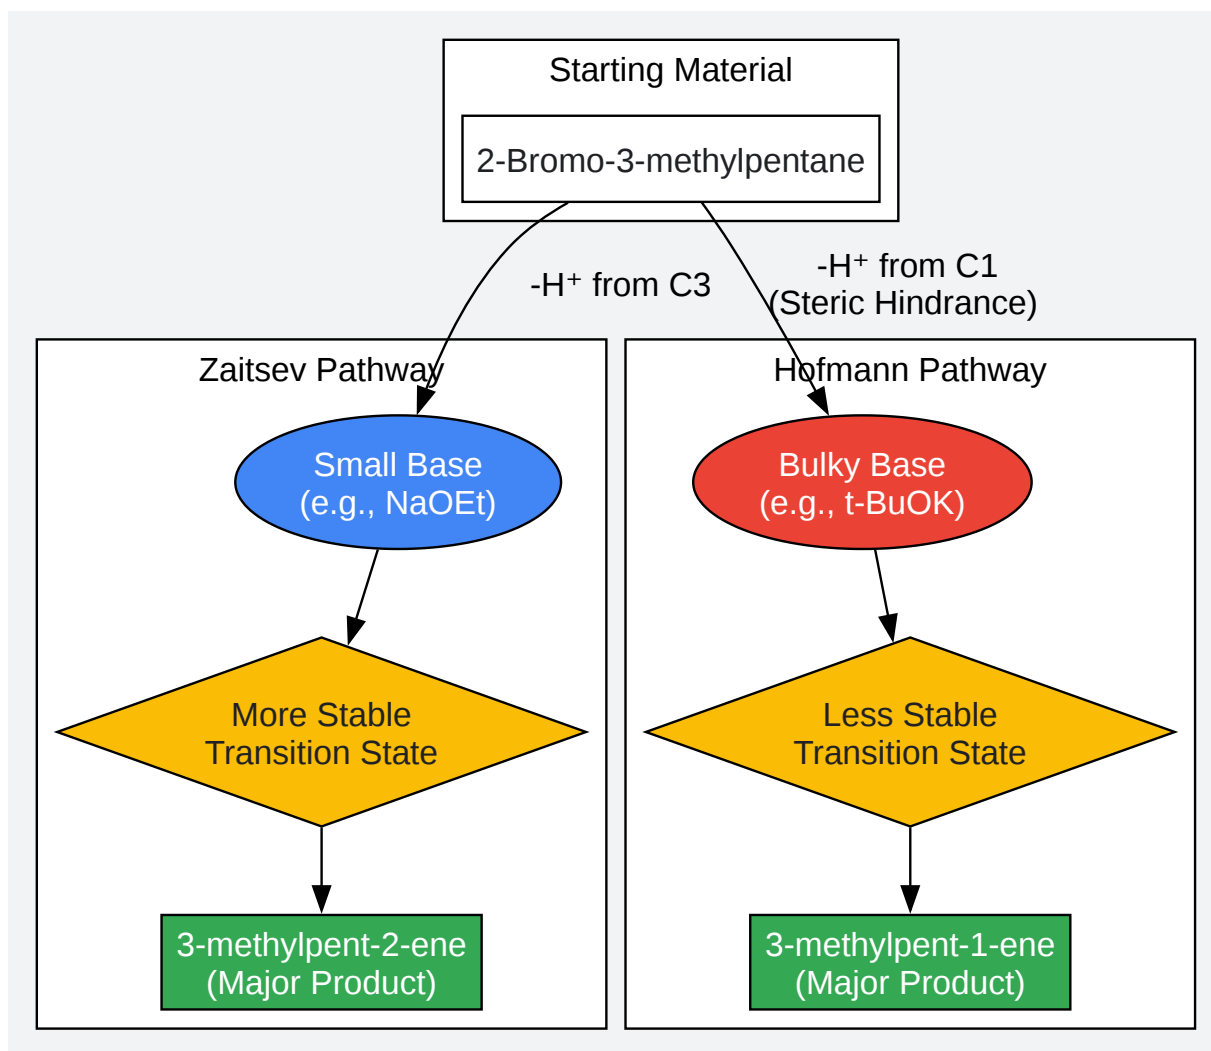 Starting Material
2-Bromo-3-methylpentane
-H⁺ from C3
-H⁺ from C1
(Steric Hindrance)
Zaitsev Pathway
Small Base
(e.g., NaOEt)
More Stable
Transition State
3-methylpent-2-ene
(Major Product)
Hofmann Pathway
Bulky Base
(e.g., t-BuOK)
Less Stable
Transition State
3-methylpent-1-ene
(Major Product)